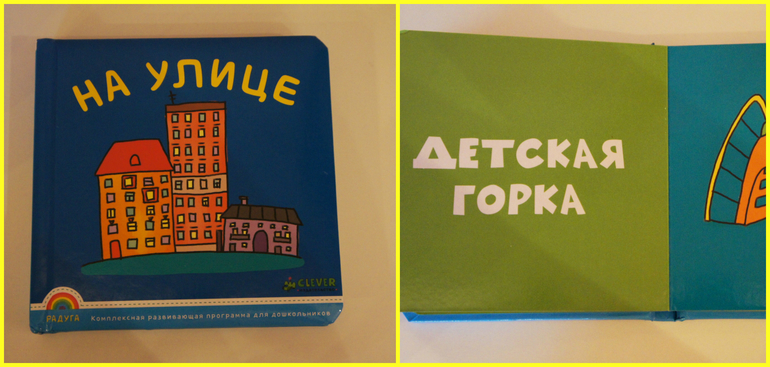 НА УЛИЦЕ
CLEVER
РАДУГА
Комплексная развивающая программа для дошкольников
ДЕТСКАЯ
ГОРКА